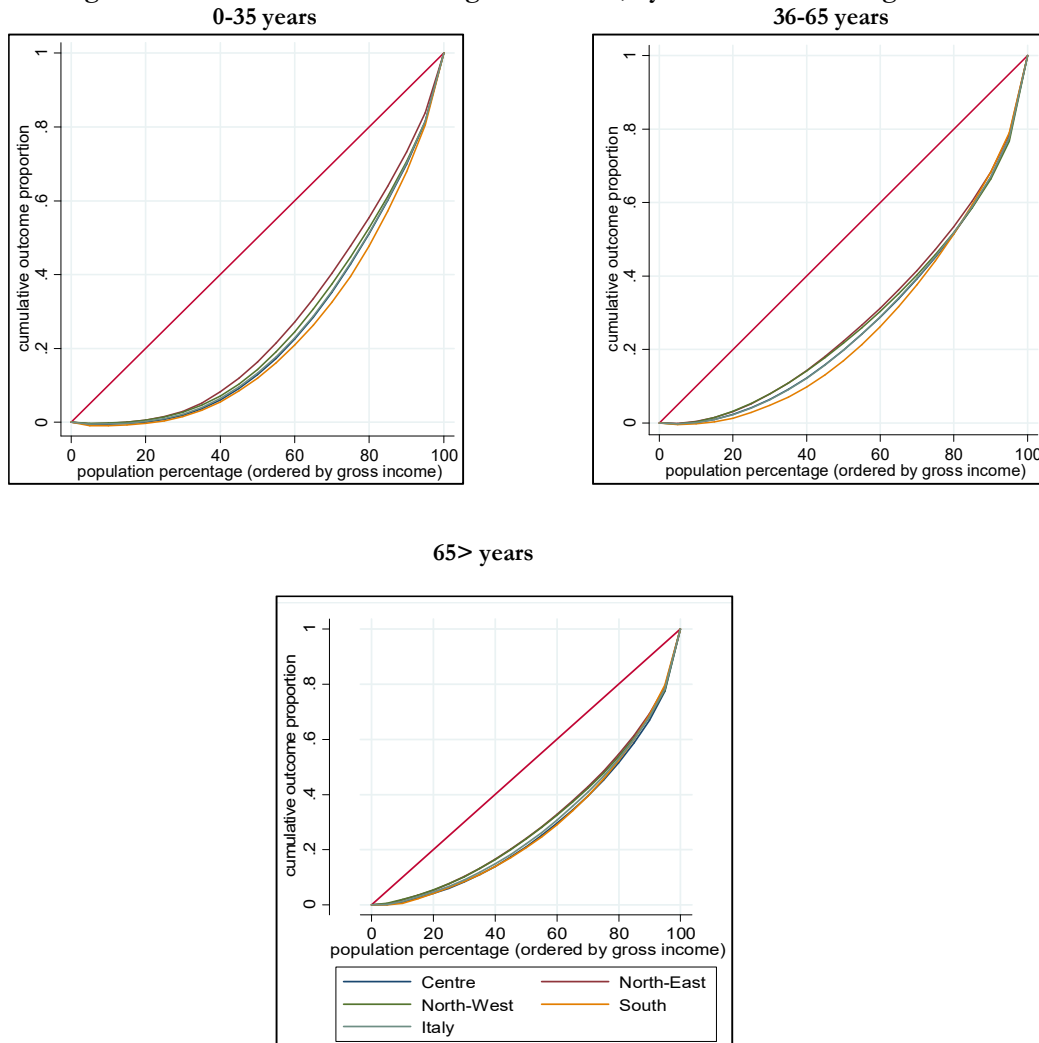 0-35 years
36-65 years
1
.8
.6
.4
.2
0
cumulative outcome proportion
0 20 40 60 80 100
population percentage (ordered by gross income)
1
.8
.6
.4
.2
0
cumulative outcome proportion
0 20 40 60 80 100
population percentage (ordered by gross income)
65> years
1
.8
.6
.4
.2
0
cumulative outcome proportion
0 20 40 60 80 100
population percentage (ordered by gross income)
Centre North-East
North-West South
Italy